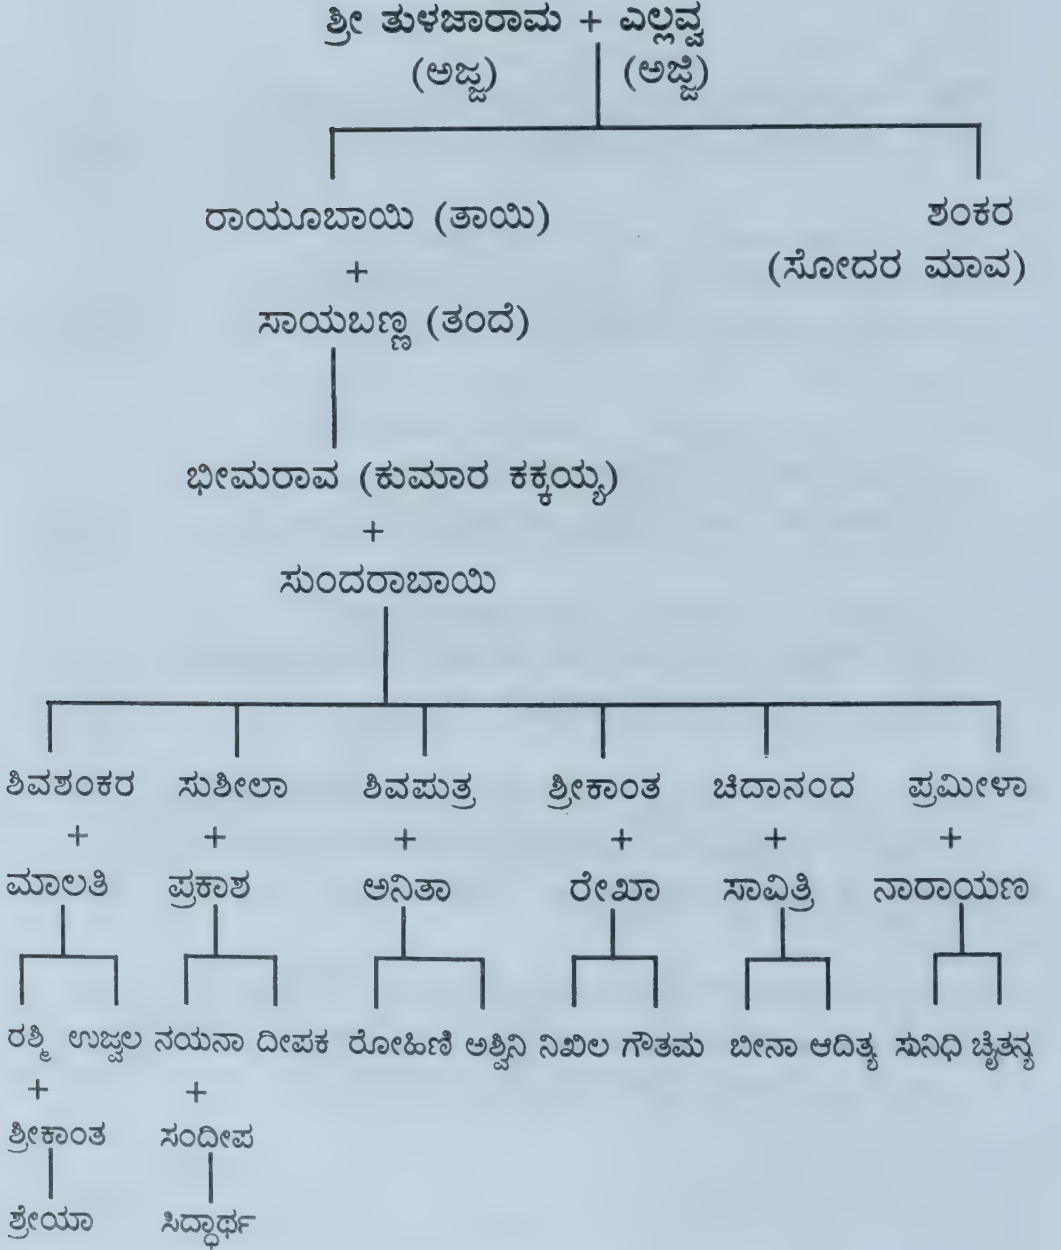 ಶ್ರೀ ತುಳಜಾರಾಮ + ಎಲ್ಲವ್ವ
(ಅಜ್ಜ) (ಅಜ್ಜಿ)
ರಾಯೂಬಾಯಿ (ತಾಯಿ) ಶಂಕರ
+ (ಸೋದರ ಮಾವ)
ಸಾಯಬಣ್ಣ (ತಂದೆ)
ಭೀಮರಾವ (ಕುಮಾರ ಕಕ್ಕಯ್ಯ)
+
ಸುಂದರಾಬಾಯಿ
ಶಿವಶಂಕರ ಸುಶೀಲಾ ಶಿವಪುತ್ರ ಶ್ರೀಕಾಂತ ಚಿದಾನಂದ ಪ್ರಮೀಳಾ
+ + + + + +
ಮಾಲತಿ ಪ್ರಕಾಶ ಅನಿತಾ ರೇಖಾ ಸಾವಿತ್ರಿ ನಾರಾಯಣ
ರಶ್ಮಿ ಉಜ್ವಲ ನಯನಾ ದೀಪಕ ರೋಹಿಣಿ ಅಶ್ವಿನಿ ನಿಖಿಲ ಗೌತಮ ಬೀನಾ ಆದಿತ್ಯ ಸುನಿಧಿ ಚೈತನ್ಯ
+ +
ಶ್ರೀಕಾಂತ ಸಂದೀಪ
ಶ್ರೇಯಾ ಸಿದ್ಧಾರ್ಥ